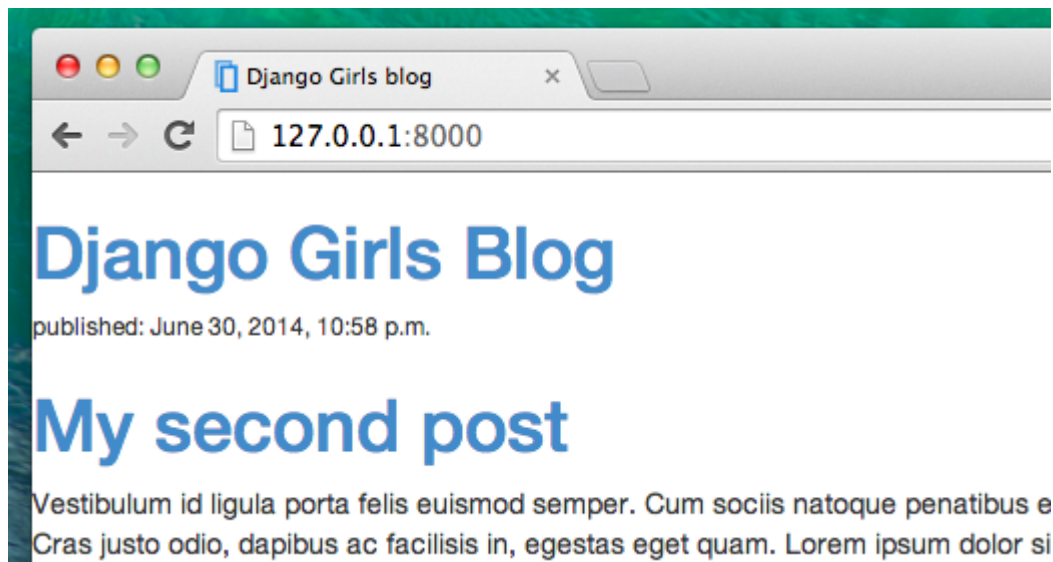 Django Girls blog
127.0.0.1:8000
Django Girls Blog
published: June 30, 2014, 10:58 p.m.
My second post
Vestibulum id ligula porta felis euismod semper. Cum sociis natoque penatibus e
Cras justo odio, dapibus ac facilisis in, egestas eget quam. Lorem ipsum dolor si